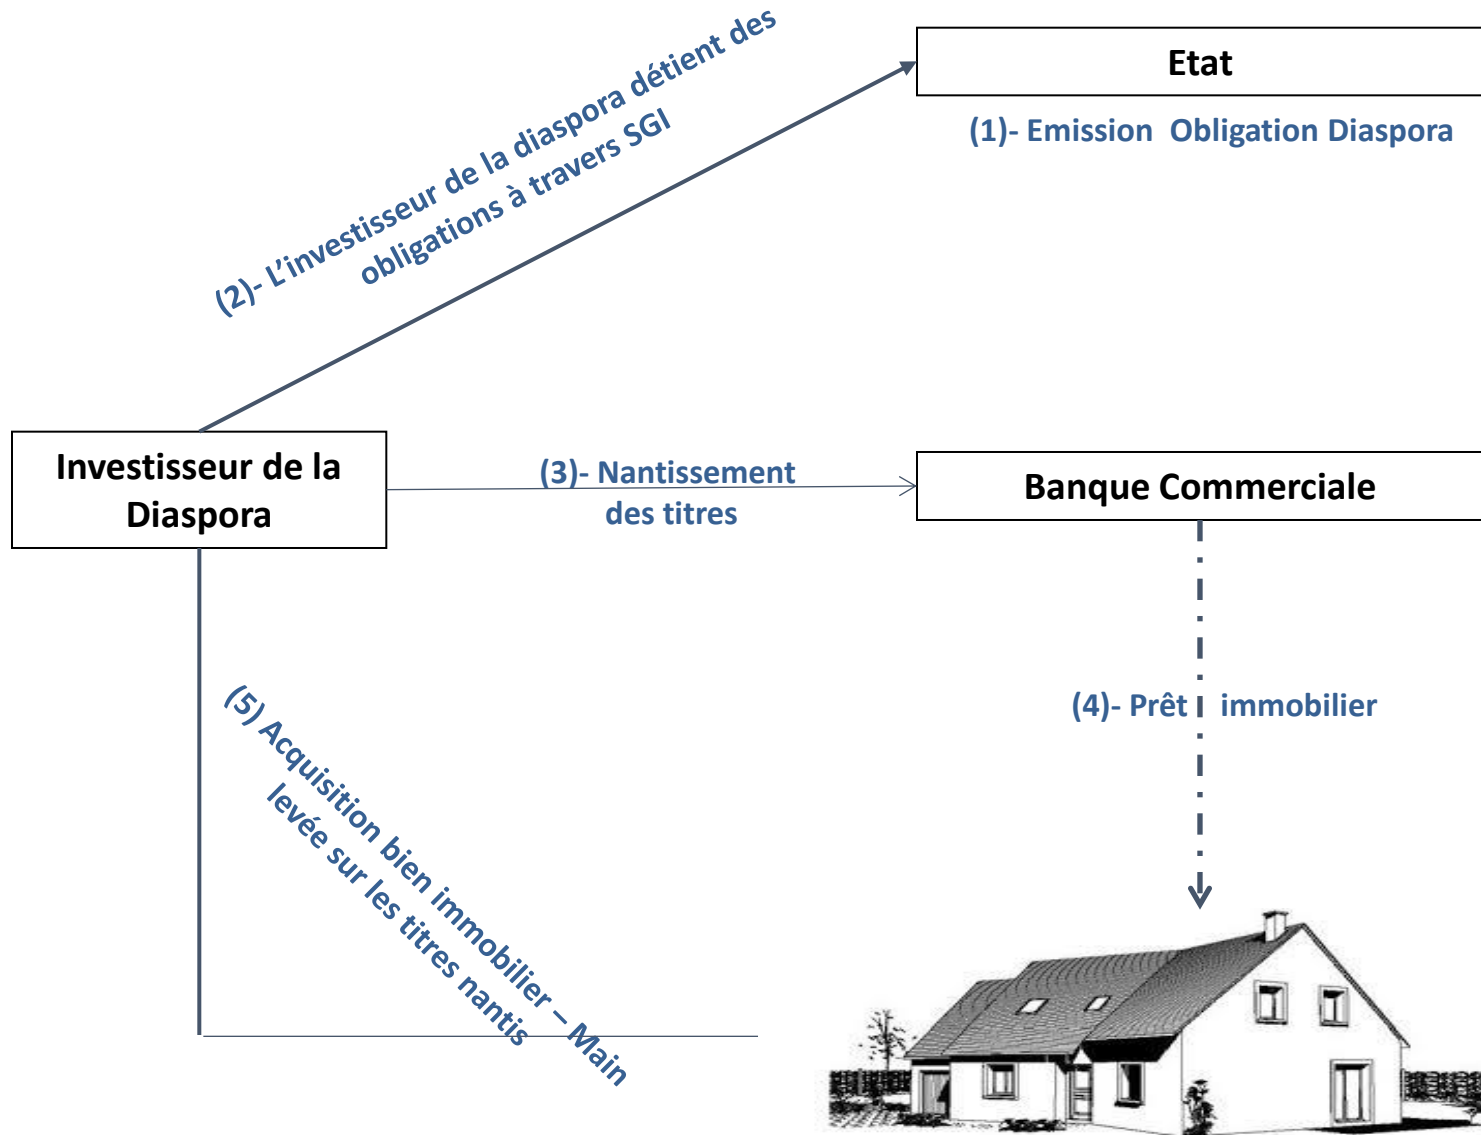 Etat
(1)- Emission Obligation Diaspora
(2)- L’investisseur de la diaspora détient des
obligations à travers SGI
Investisseur de la
Diaspora
(3)- Nantissement
des titres
Banque Commerciale
(4)- Prêt immobilier
(5) Acquisition bien immobilier – Main
levée sur les titres nantis